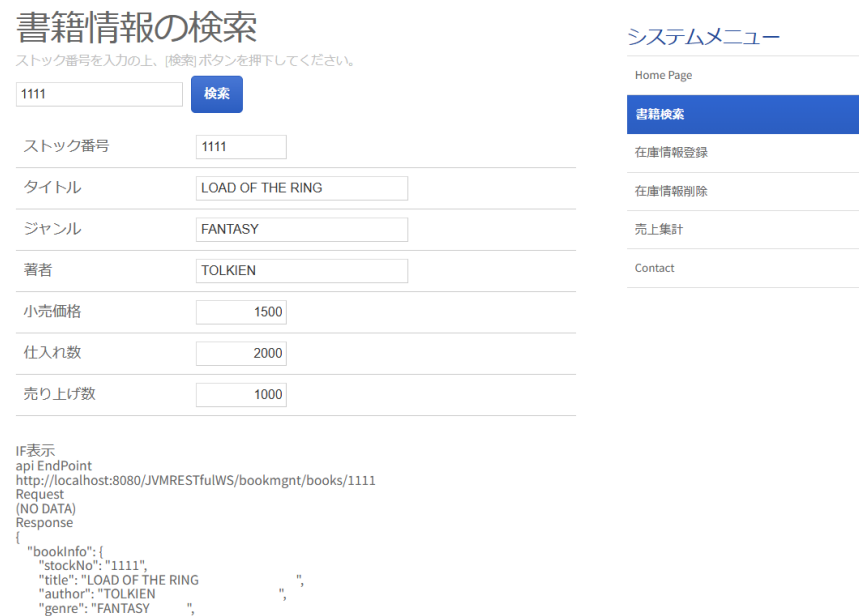 書籍情報の検索
ストック番号を入力の上、[検索]ボタンを押下してください。
1111 検索
ストック番号 1111
タイトル LOAD OF THE RING
ジャンル FANTASY
著者 TOLKIEN
小売価格 1500
仕入れ数 2000
売り上げ数 1000
IF表示
api EndPoint
http://localhost:8080/JVMRESTfulWS/bookmgnt/books/1111
Request
(NO DATA)
Response
{
"bookInfo": {
"stockNo": "1111",
"title": "LOAD OF THE RING ",
"author": "TOLKIEN ",
"genre": "FANTASY ",
システムメニュー
Home Page
書籍検索
在庫情報登録
在庫情報削除
売上集計
Contact